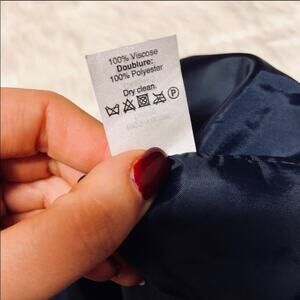 100% Viscose
Doublure:
100% Polyester
Dry clean.
P